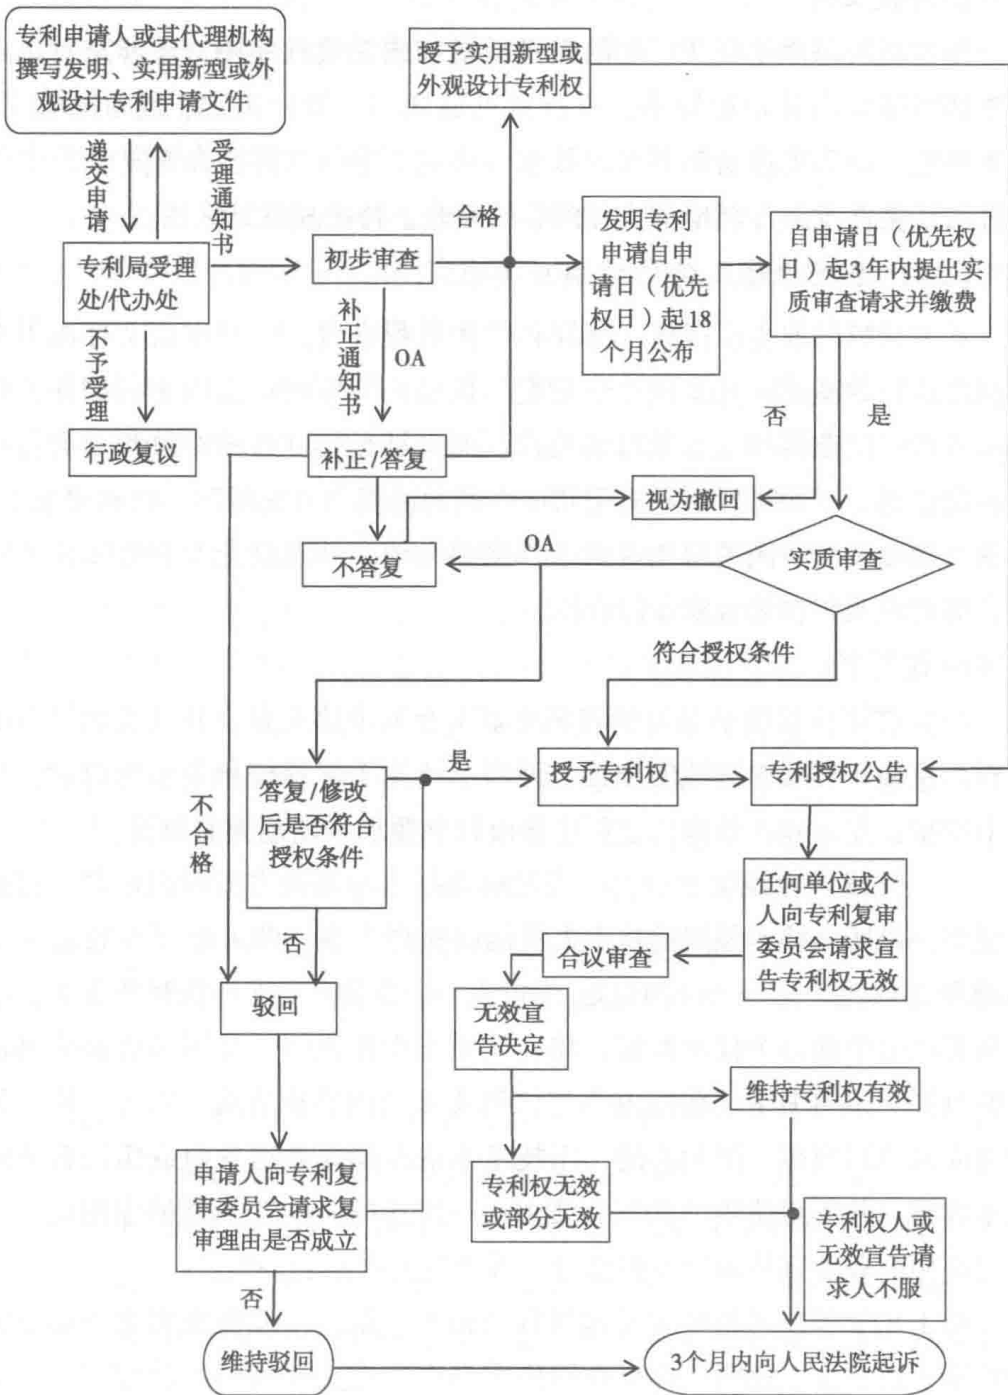 专利申请人或其代理机构
撰写发明、实用新型或外
观设计专利申请文件
授予实用新型或
外观设计专利权
递交申请
受理通知书
专利局受理
处/代办处
初步审查
合格
发明专利
申请自申
请日（优先
权日）起18
个月公布
自申请日（优先权
日）起3年内提出实
质审查请求并缴费
不予受理
补正通知书
OA
否
是
行政复议
补正/答复
视为撤回
不答复
OA
实质审查
符合授权条件
不合格
答复/修改
后是否符合
授权条件
是
授予专利权
专利授权公告
否
任何单位或个
人向专利复审
委员会请求宣
告专利权无效
合议审查
驳回
无效宣
告决定
维持专利权有效
申请人向专利复
审委员会请求复
审理由是否成立
专利权无效
或部分无效
专利权人或
无效宣告请
求人不服
否
维持驳回
3个月内向人民法院起诉